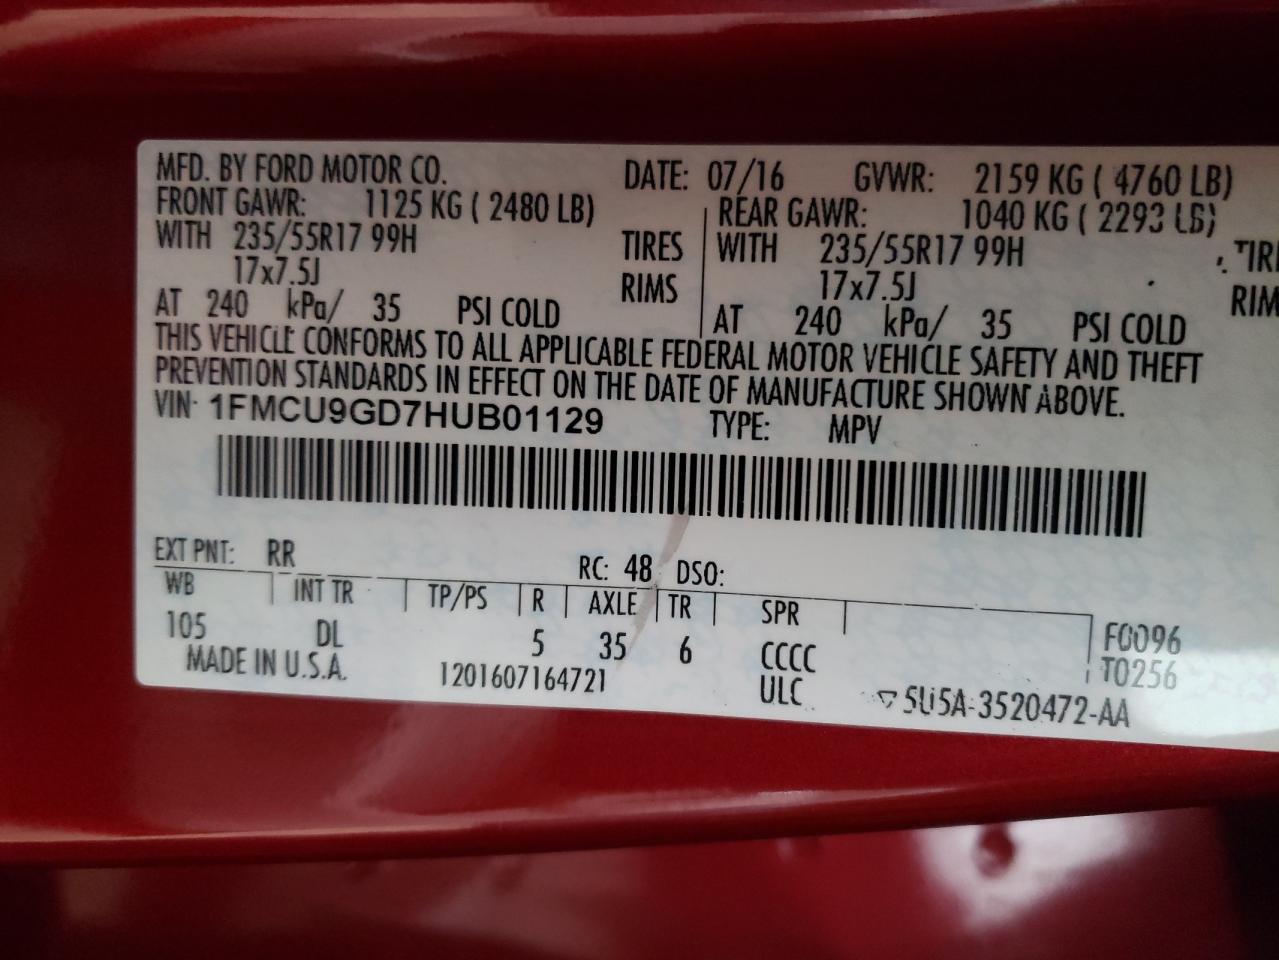 MFD. BY FORD MOTOR CO. DATE: 07/16 GVWR: 2159 KG ( 4760 LB)
FRONT GAWR: 1125 KG ( 2480 LB) REAR GAWR: 1040 KG ( 2293 LB)
WITH 235/55R17 99H TIRES WITH 235/55R17 99H TIRE
17x7.5J RIMS 17x7.5J RIM
AT 240 kPa/ 35 PSI COLD AT 240 kPa/ 35 PSI COLD
THIS VEHICLE CONFORMS TO ALL APPLICABLE FEDERAL MOTOR VEHICLE SAFETY AND THEFT
PREVENTION STANDARDS IN EFFECT ON THE DATE OF MANUFACTURE SHOWN ABOVE.
VIN: 1FMCU9GD7HUB01129 TYPE: MPV
EXT PNT: RR RC: 48 DSO:
WB INT TR TP/PS R AXLE TR SPR
105 DL 5 35 6 CCCC F0096
MADE IN U.S.A. 1201607164721 ULC T0256
5U5A-3520472-AA